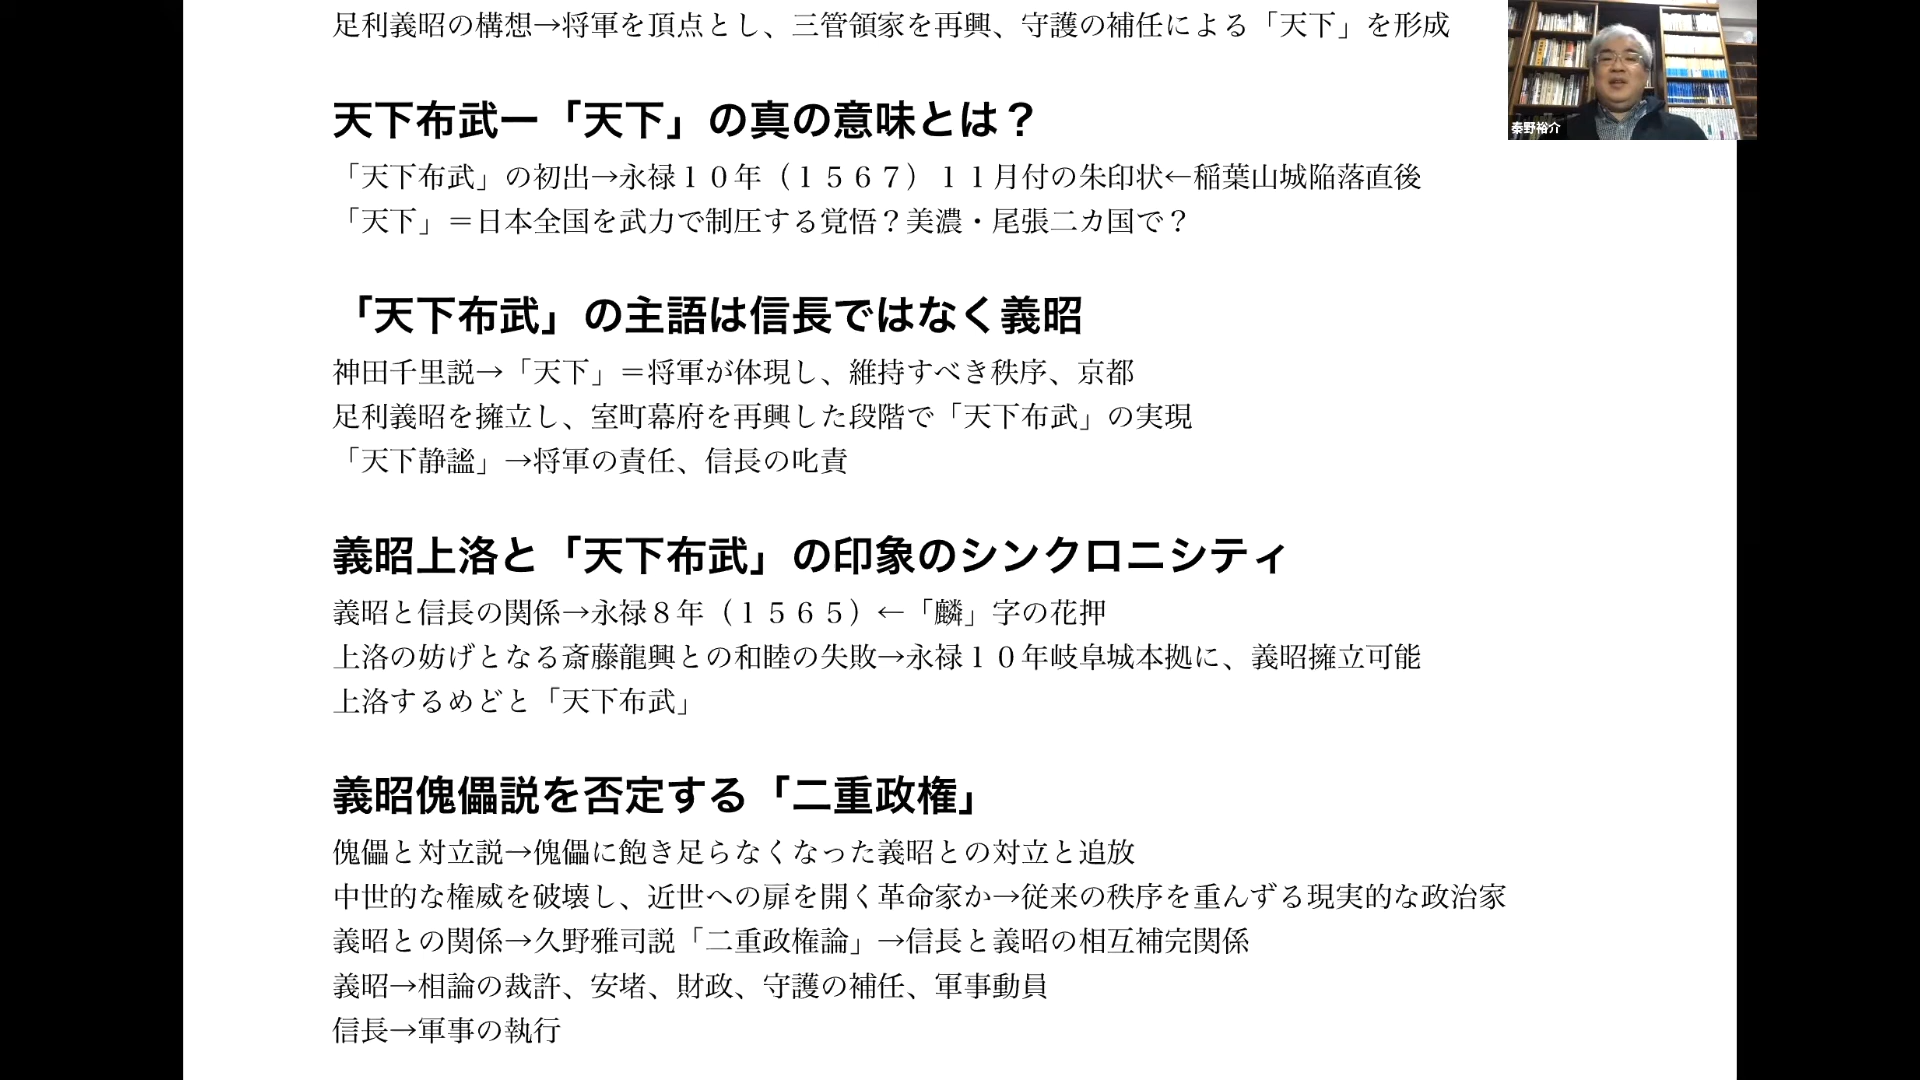 足利義昭の構想→将軍を頂点とし、三管領家を再興、守護の補任による「天下」を形成
秦野裕介
天下布武ー「天下」の真の意味とは？
「天下布武」の初出→永禄１０年（１５６７）１１月付の朱印状←稲葉山城陥落直後
「天下」＝日本全国を武力で制圧する覚悟？美濃・尾張二カ国で？
「天下布武」の主語は信長ではなく義昭
神田千里説→「天下」＝将軍が体現し、維持すべき秩序、京都
足利義昭を擁立し、室町幕府を再興した段階で「天下布武」の実現
「天下静謐」→将軍の責任、信長の叱責
義昭上洛と「天下布武」の印象のシンクロニシティ
義昭と信長の関係→永禄８年（１５６５）←「麟」字の花押
上洛の妨げとなる斎藤龍興との和睦の失敗→永禄１０年岐阜城本拠に、義昭擁立可能
上洛するめどと「天下布武」
義昭傀儡説を否定する「二重政権」
傀儡と対立説→傀儡に飽き足らなくなった義昭との対立と追放
中世的な権威を破壊し、近世への扉を開く革命家か→従来の秩序を重んずる現実的な政治家
義昭との関係→久野雅司説「二重政権論」→信長と義昭の相互補完関係
義昭→相論の裁許、安堵、財政、守護の補任、軍事動員
信長→軍事の執行